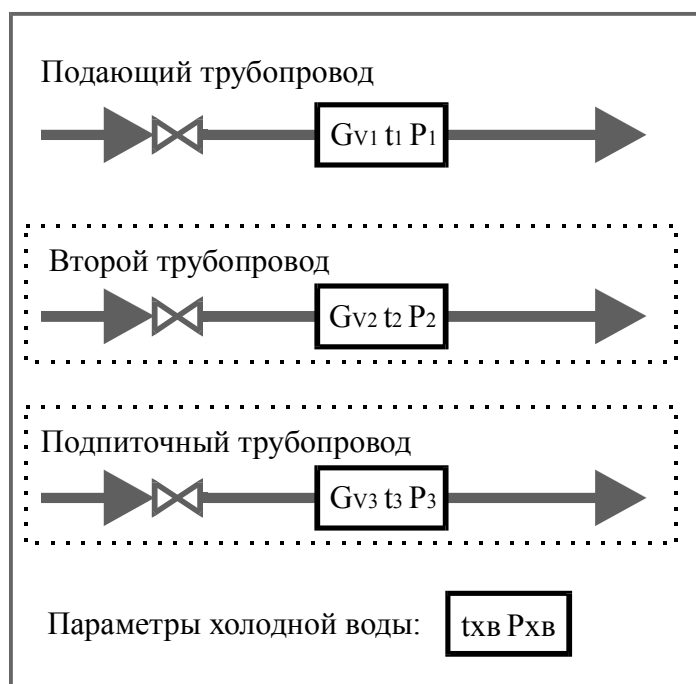 Подающий трубопровод
Gv1 t1 P1
Второй трубопровод
Gv2 t2 P2
Подпиточный трубопровод
Gv3 t3 P3
Параметры холодной воды: tхв Pхв